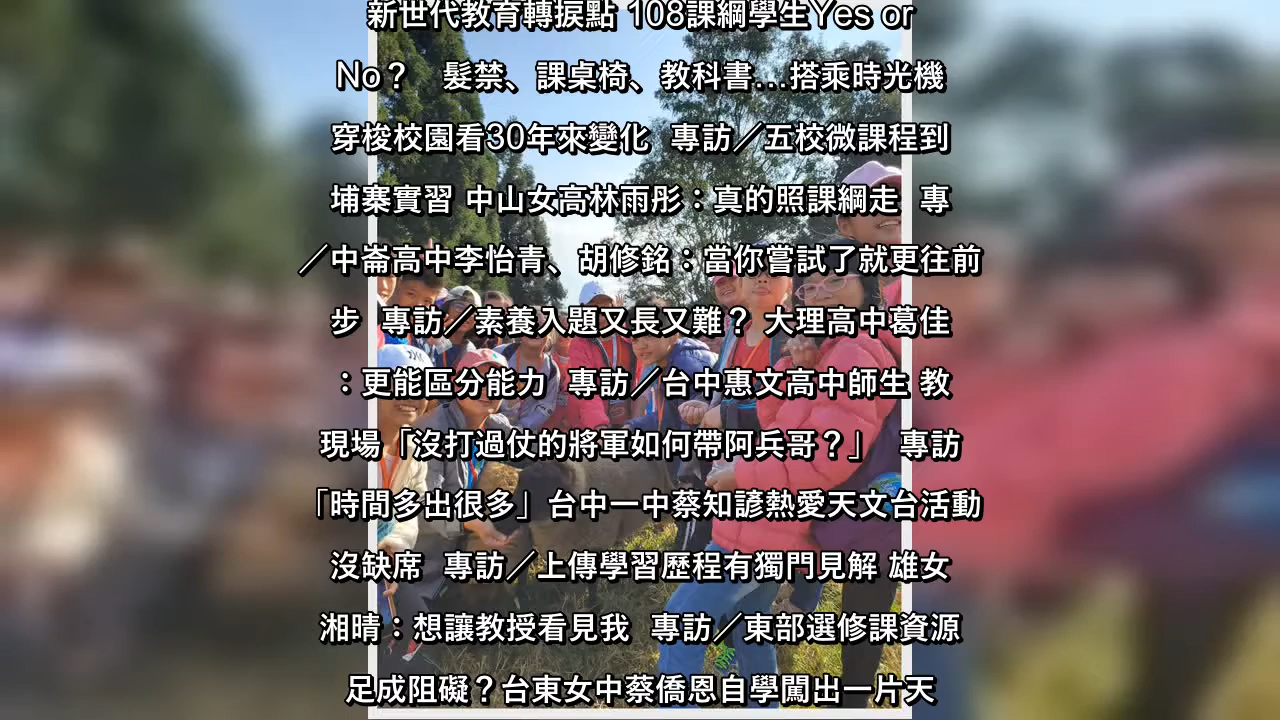 新世代教育轉捩點 108課綱學生Yes or
No？ 髮禁、課桌椅、教科書…搭乘時光機
穿梭校園看30年來變化 專訪／五校微課程到
埔寨實習 中山女高林雨彤：真的照課綱走 專
／中崙高中李怡青、胡修銘：當你嘗試了就更往前
步 專訪／素養入題又長又難？ 大理高中葛佳
：更能區分能力 專訪／台中惠文高中師生 教
現場「沒打過仗的將軍如何帶阿兵哥？」 專訪
「時間多出很多」台中一中蔡知諺熱愛天文台活動
沒缺席 專訪／上傳學習歷程有獨門見解 雄女
湘晴：想讓教授看見我 專訪／東部選修課資源
足成阻礙？台東女中蔡僑恩自學闖出一片天